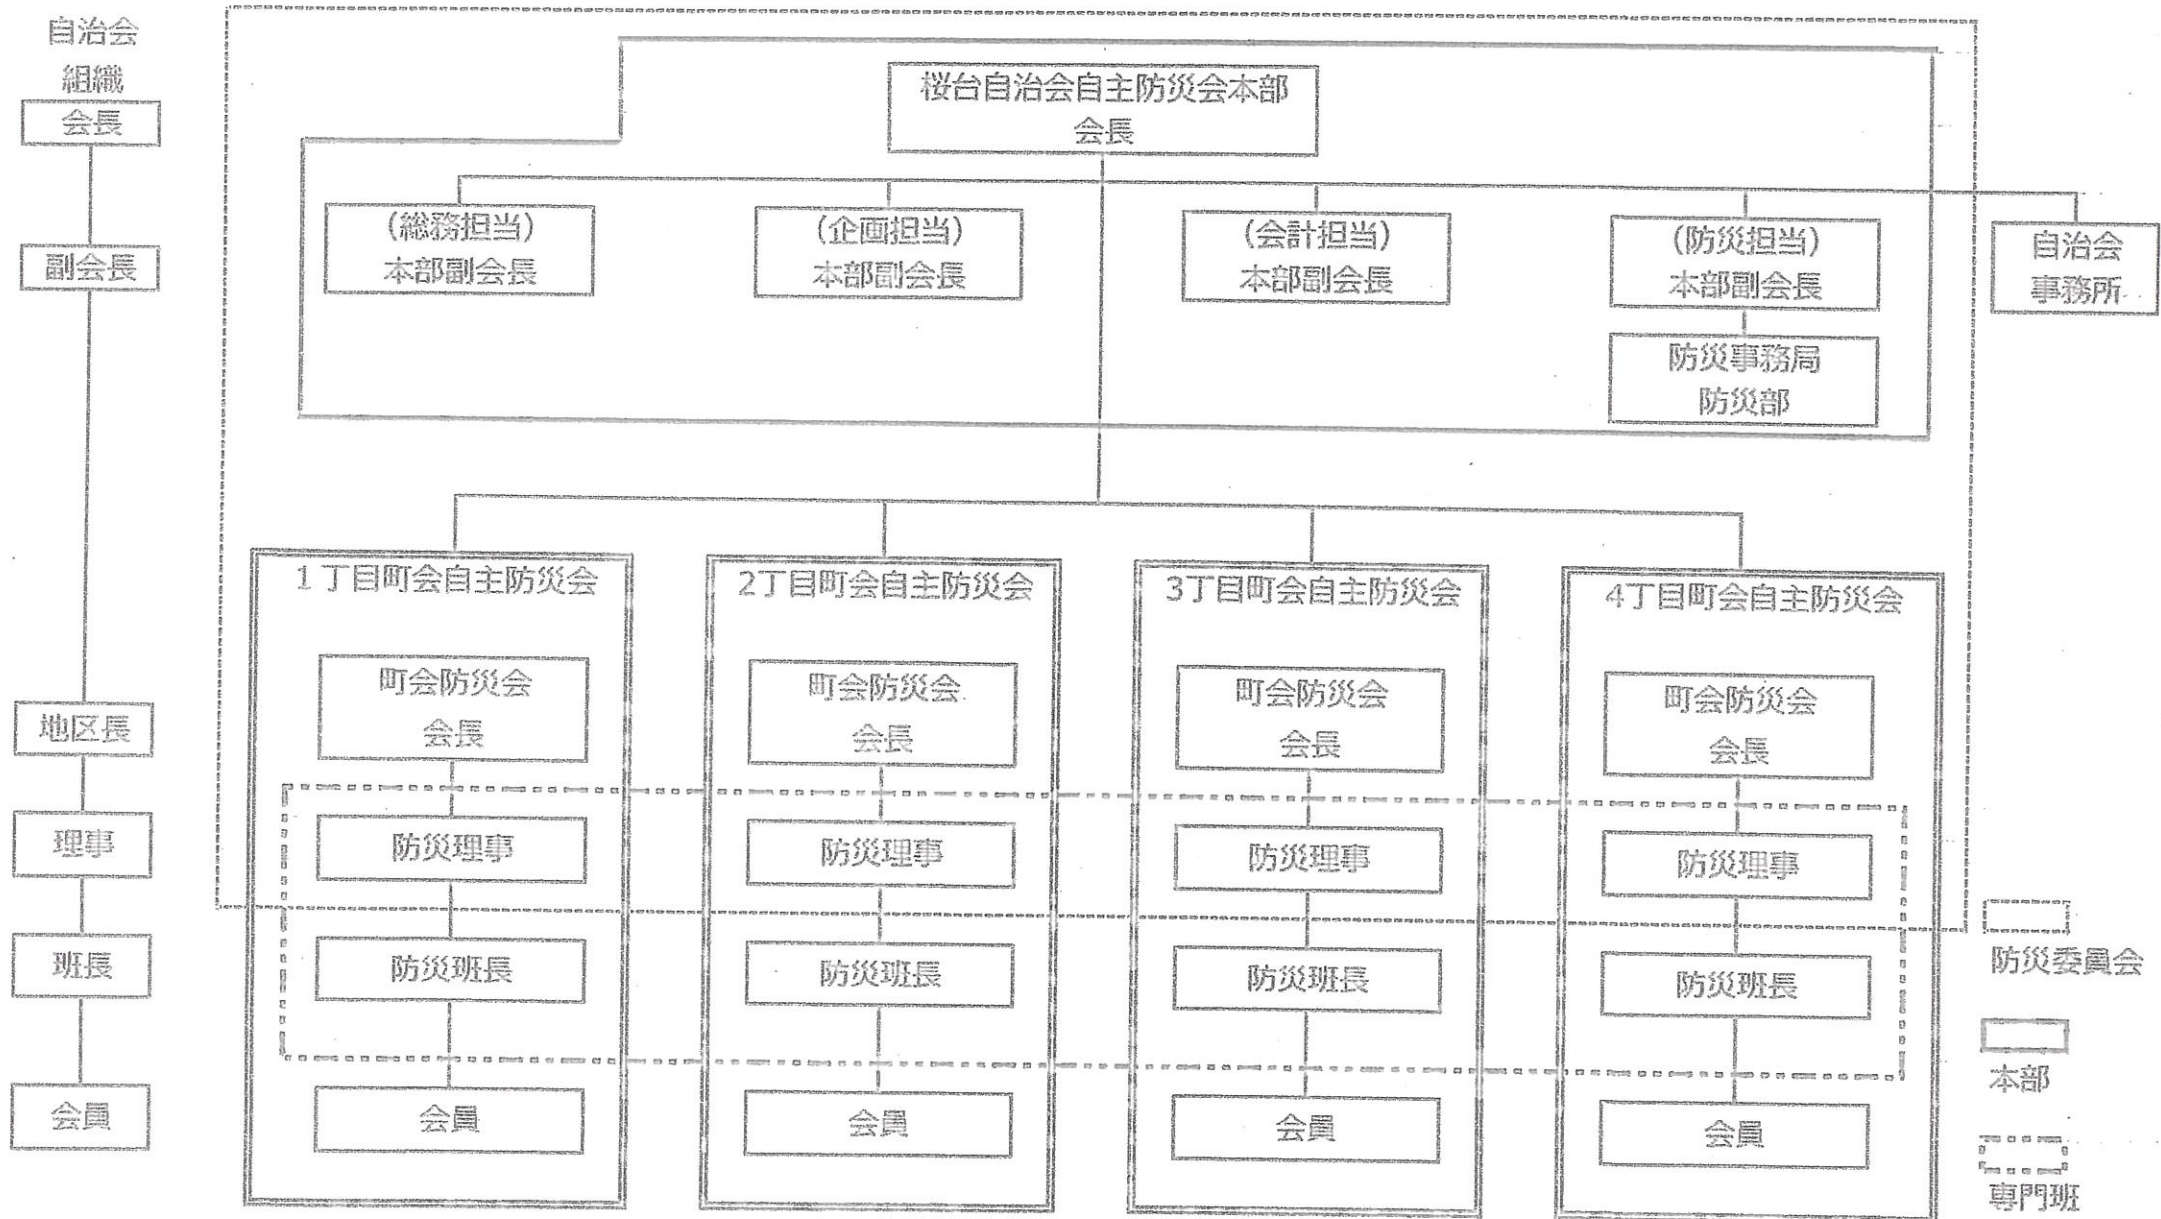 自治会
組織
会長
副会長
地区長
理事
班長
会員
桜台自治会自主防災会本部
会長
(総務担当)
本部副会長
(企画担当)
本部副会長
(会計担当)
本部副会長
(防災担当)
本部副会長
自治会
事務所
防災事務局
防災部
1丁目町会自主防災会
町会防災会
会長
防災理事
防災班長
会員
2丁目町会自主防災会
町会防災会
会長
防災理事
防災班長
会員
3丁目町会自主防災会
町会防災会
会長
防災理事
防災班長
会員
4丁目町会自主防災会
町会防災会
会長
防災理事
防災班長
会員
防災委員会
本部
専門班